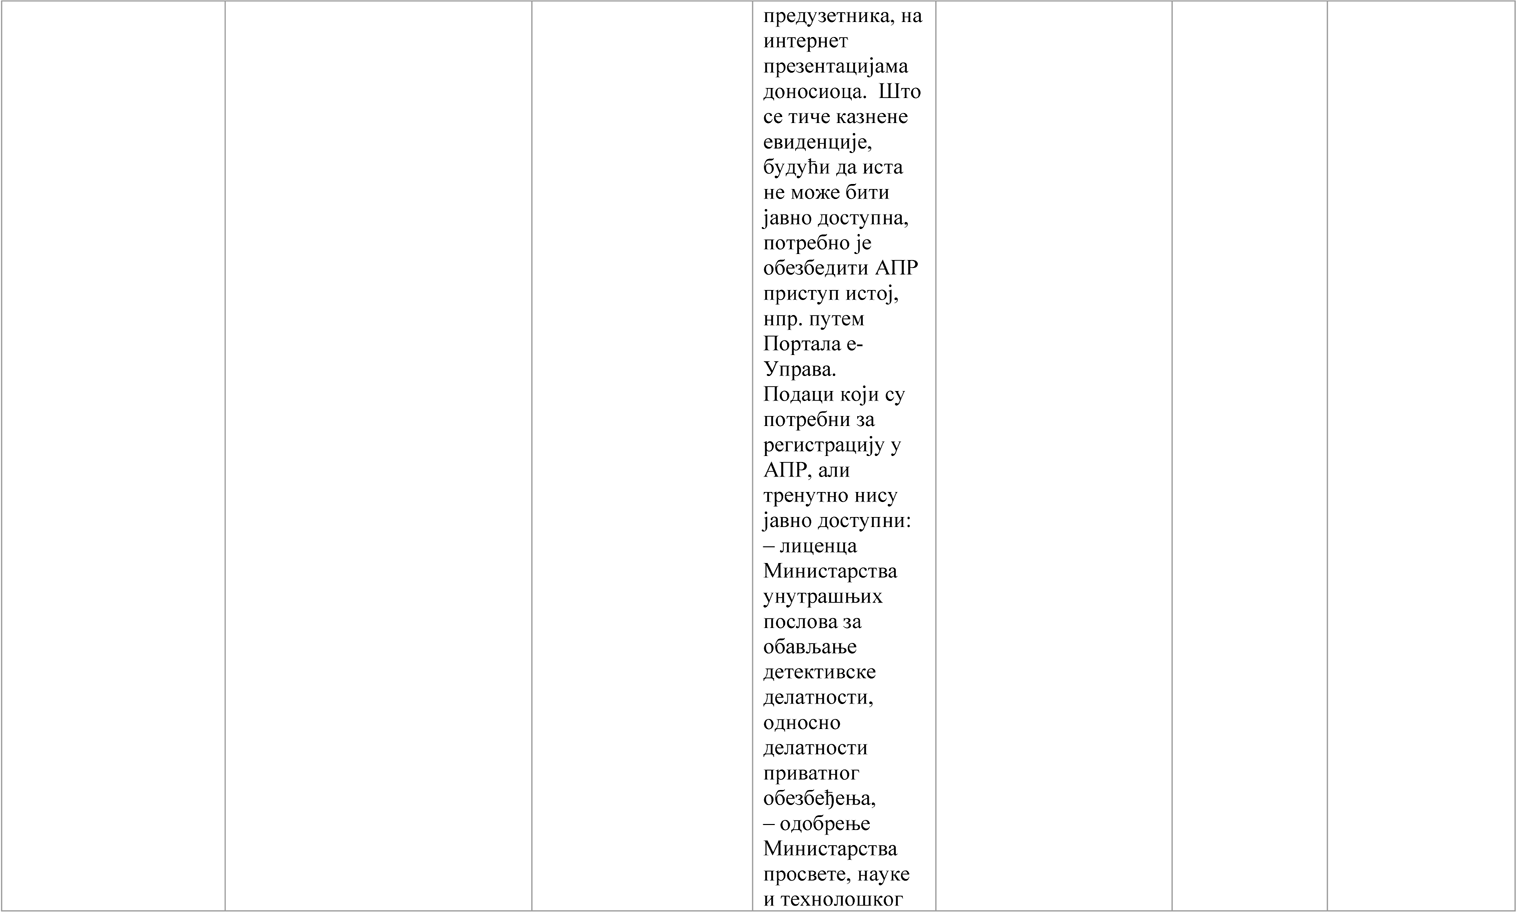 предузетника, на
интернет
презентацијама
доносиоца.  Што
се тиче казнене
евиденције,
будући да иста
не може бити
јавно доступна,
потребно је
обезбедити АПР
приступ истој,
нпр. путем
Портала е-
Управа.
Подаци који су
потребни за
регистрацију у
АПР, али
тренутно нису
јавно доступни:
– лиценца
Министарства
унутрашњих
послова за
обављање
детективске
делатности,
односно
делатности
приватног
обезбеђења,
– одобрење
Министарства
просвете, науке
и технолошког